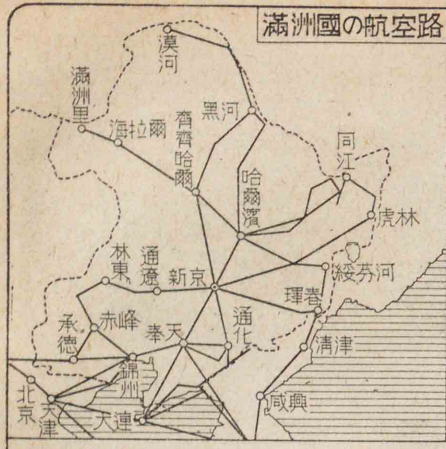 滿洲國の航空路
漠河
滿洲里
海拉爾
齊齊哈爾
黑河
哈爾濱
同江
虎林
綏芬河
林東
通遼
新京
琿春
承德
赤峰
奉天
通化
淸津
錦州
北京
天津
大連
咸興